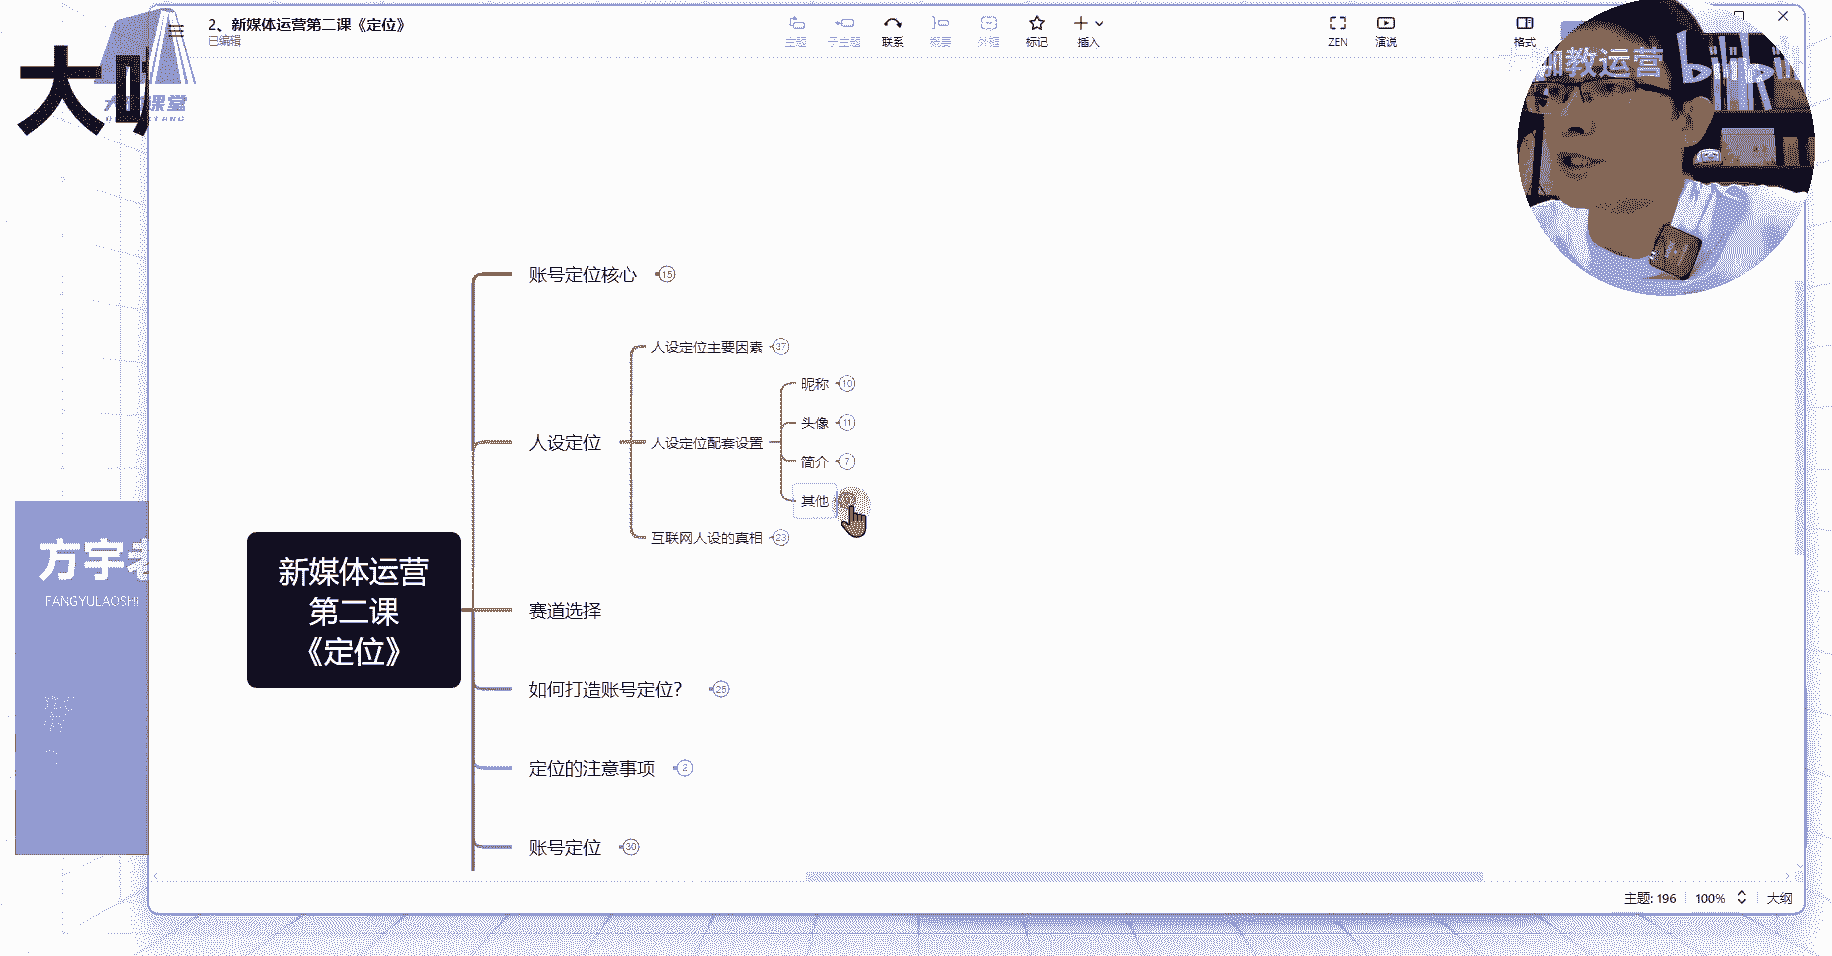 2、新媒体运营第二课《定位》
已编辑
主题
子主题
联系
概要
外框
标记
插入
ZEN
演说
格式
教运营
bilibili
大
课堂
账号定位核心 15
人设定位主要因素 37
昵称 10
头像 11
人设定位
人设定位配套设置
简介 7
其他
互联网人设的真相 23
新媒体运营
第二课
《定位》
赛道选择
如何打造账号定位? 25
定位的注意事项 2
账号定位 30
方宇老
FANGYULAOSHI
主题: 196
100%
大纲